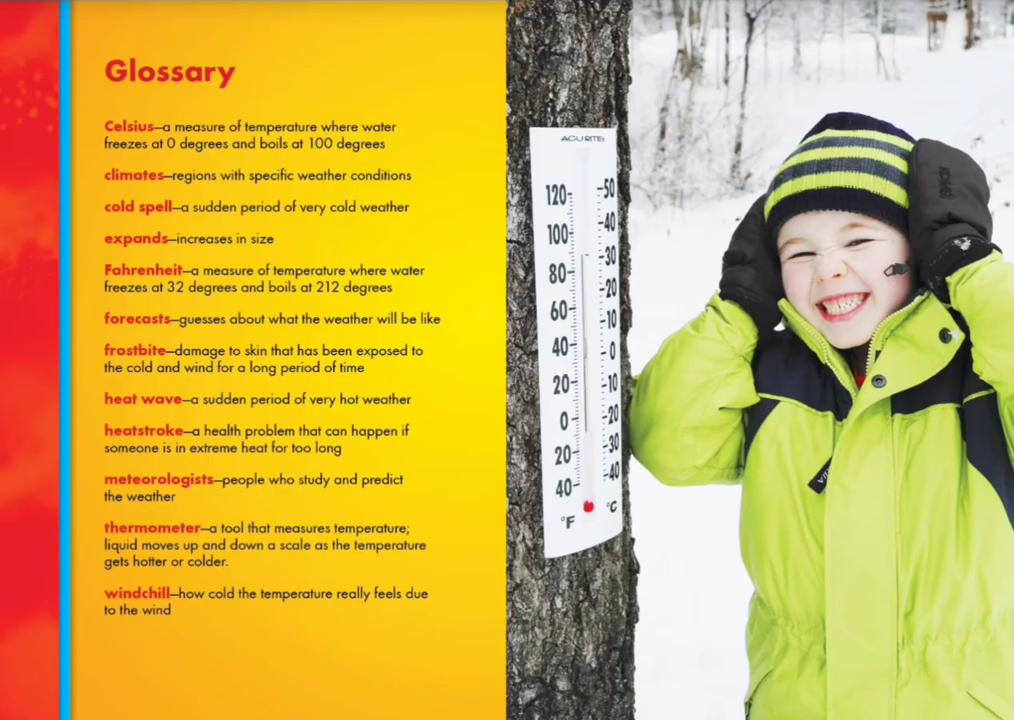 Glossary
Celsius—a measure of temperature where water
freezes at 0 degrees and boils at 100 degrees
climates—regions with specific weather conditions
cold spell—a sudden period of very cold weather
expands—increases in size
Fahrenheit—a measure of temperature where water
freezes at 32 degrees and boils at 212 degrees
forecasts—guesses about what the weather will be like
frostbite—damage to skin that has been exposed to
the cold and wind for a long period of time
heat wave—a sudden period of very hot weather
heatstroke—a health problem that can happen if
someone is in extreme heat for too long
meteorologists—people who study and predict
the weather
thermometer—a tool that measures temperature;
liquid moves up and down a scale as the temperature
gets hotter or colder.
windchill—how cold the temperature really feels due
to the wind
ACU·RITE
120 50
100 40
80 30
60 20
40 10
20 0
0 10
20 20
40 30
40
°F °C